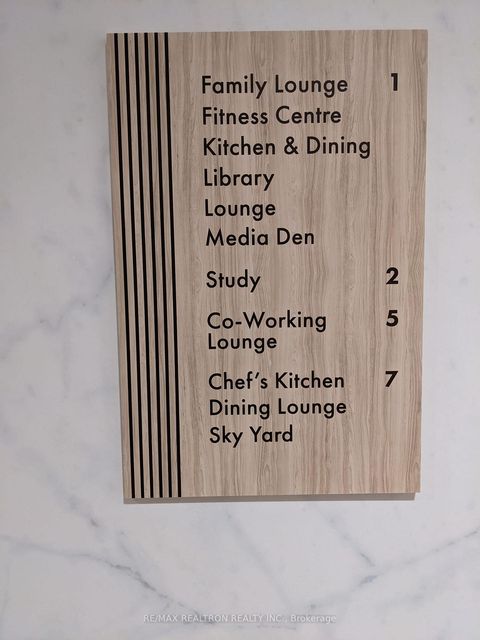 Family Lounge 1
Fitness Centre
Kitchen & Dining
Library
Lounge
Media Den
Study 2
Co-Working 5
Lounge
Chef's Kitchen 7
Dining Lounge
Sky Yard
RE/MAX REALTRON REALTY INC., Brokerage